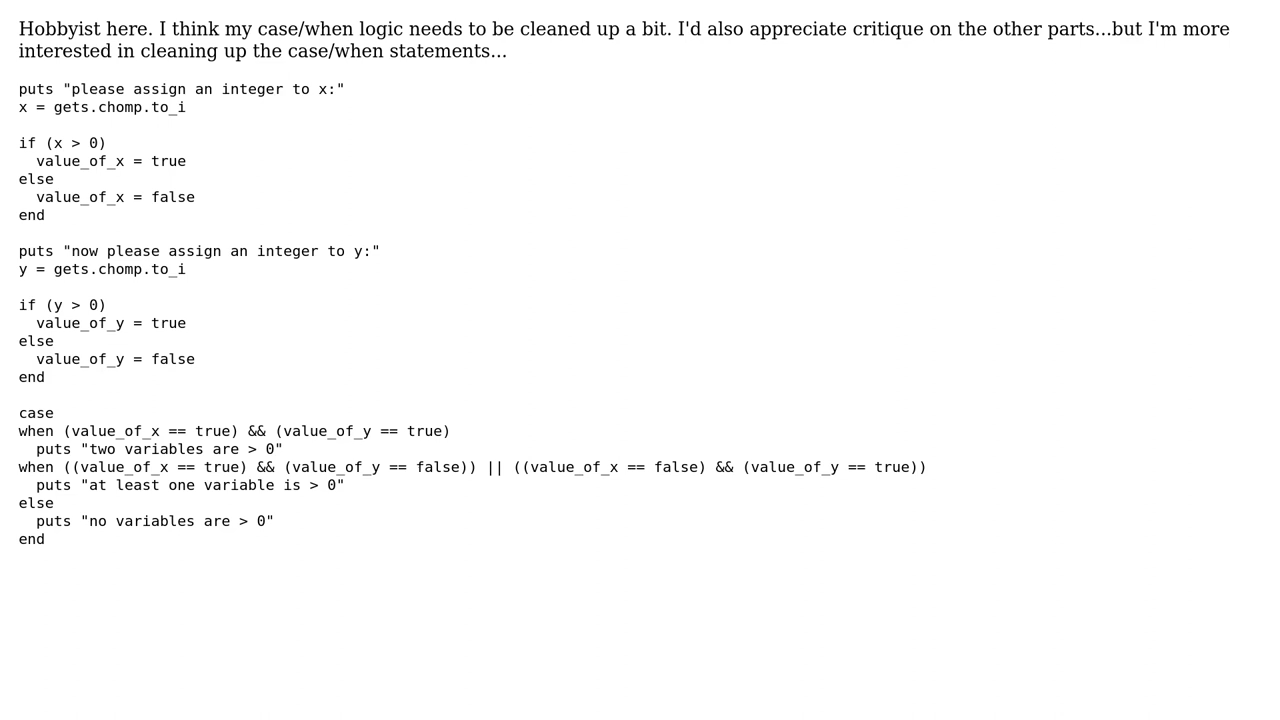 Hobbyist here. I think my case/when logic needs to be cleaned up a bit. I'd also appreciate critique on the other parts...but I'm more
interested in cleaning up the case/when statements...
puts "please assign an integer to x:"
x = gets.chomp.to_i
if (x > 0)
  value_of_x = true
else
  value_of_x = false
end
puts "now please assign an integer to y:"
y = gets.chomp.to_i
if (y > 0)
  value_of_y = true
else
  value_of_y = false
end
case
when (value_of_x == true) && (value_of_y == true)
  puts "two variables are > 0"
when ((value_of_x == true) && (value_of_y == false)) || ((value_of_x == false) && (value_of_y == true))
  puts "at least one variable is > 0"
else
  puts "no variables are > 0"
end